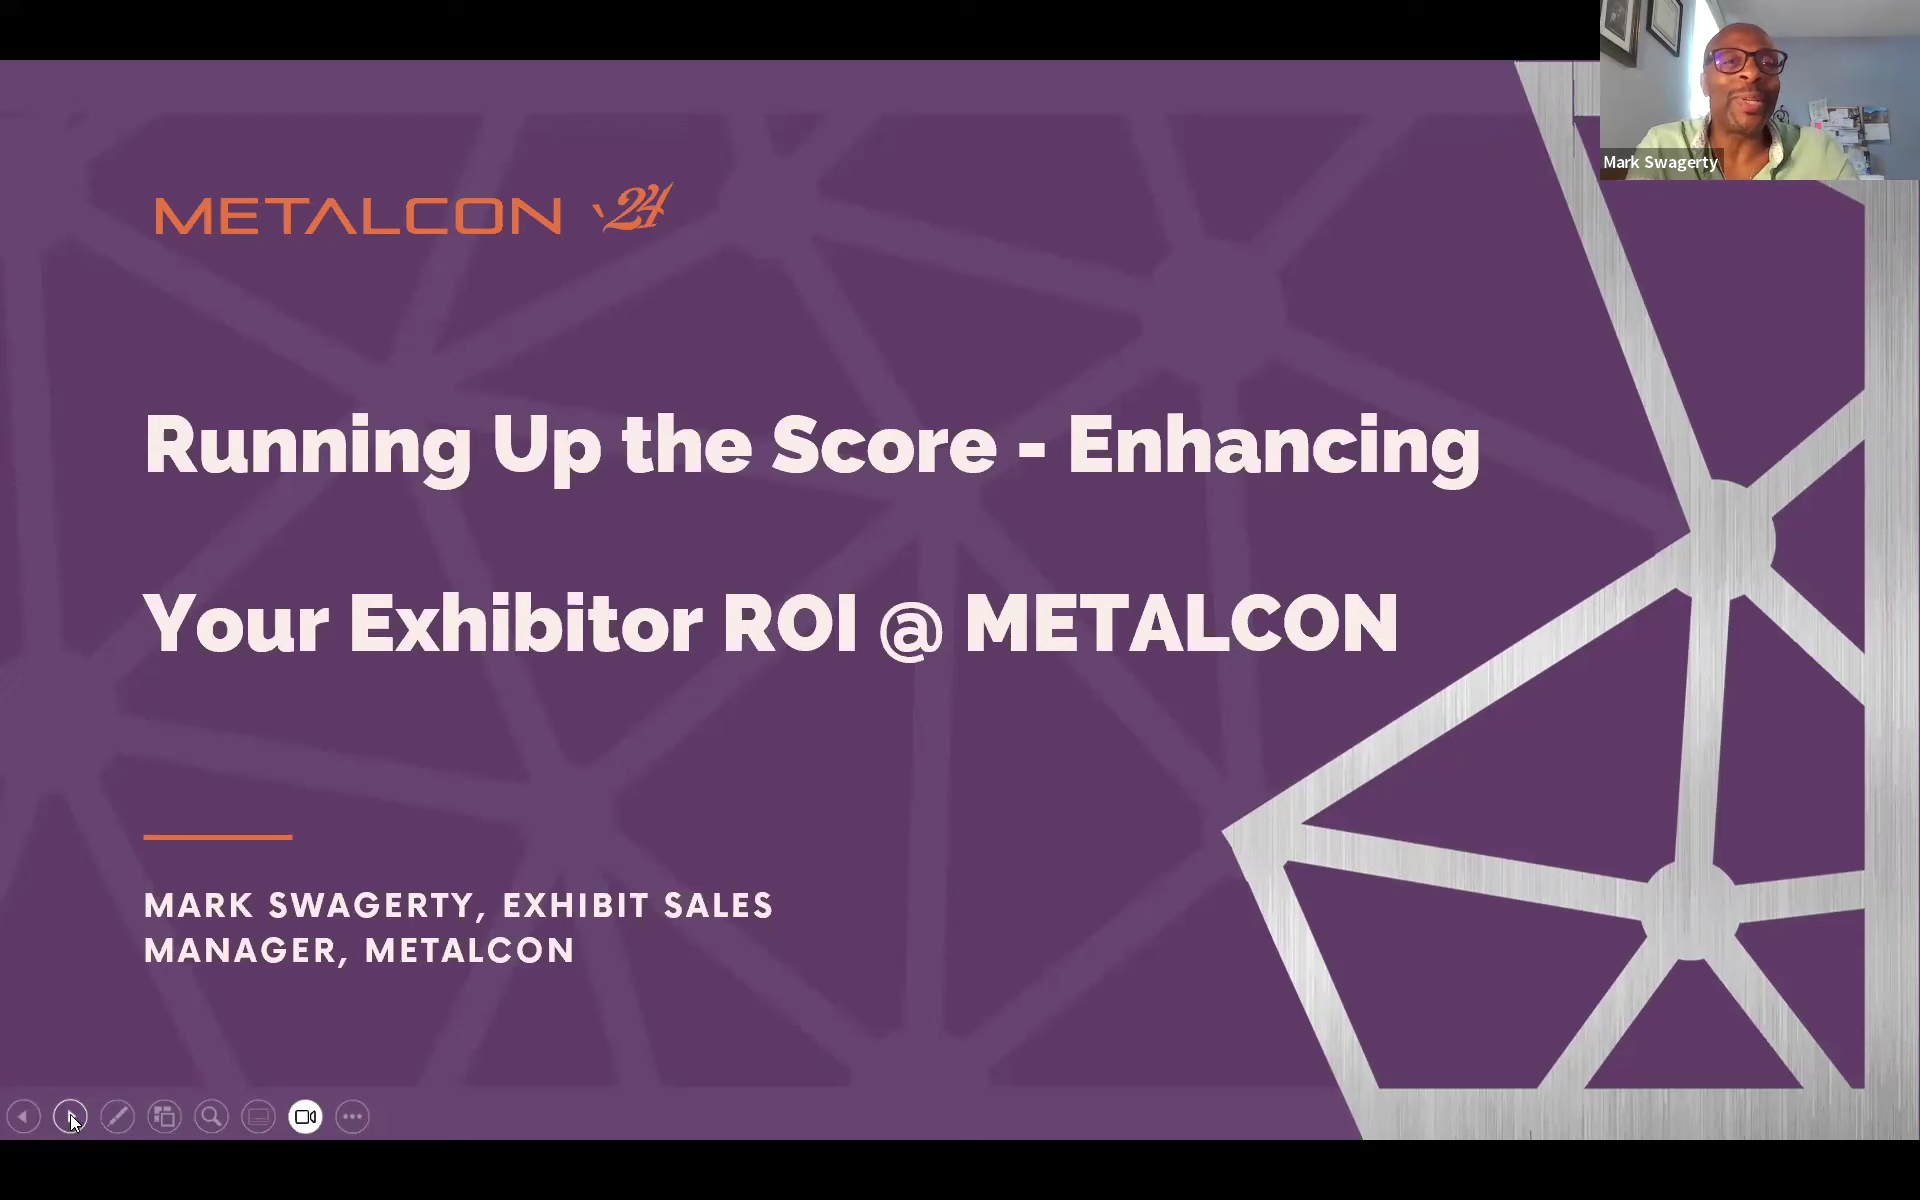 METALCON '24
Running Up the Score - Enhancing
Your Exhibitor ROI @ METALCON
MARK SWAGERTY, EXHIBIT SALES
MANAGER, METALCON
Mark Swagerty